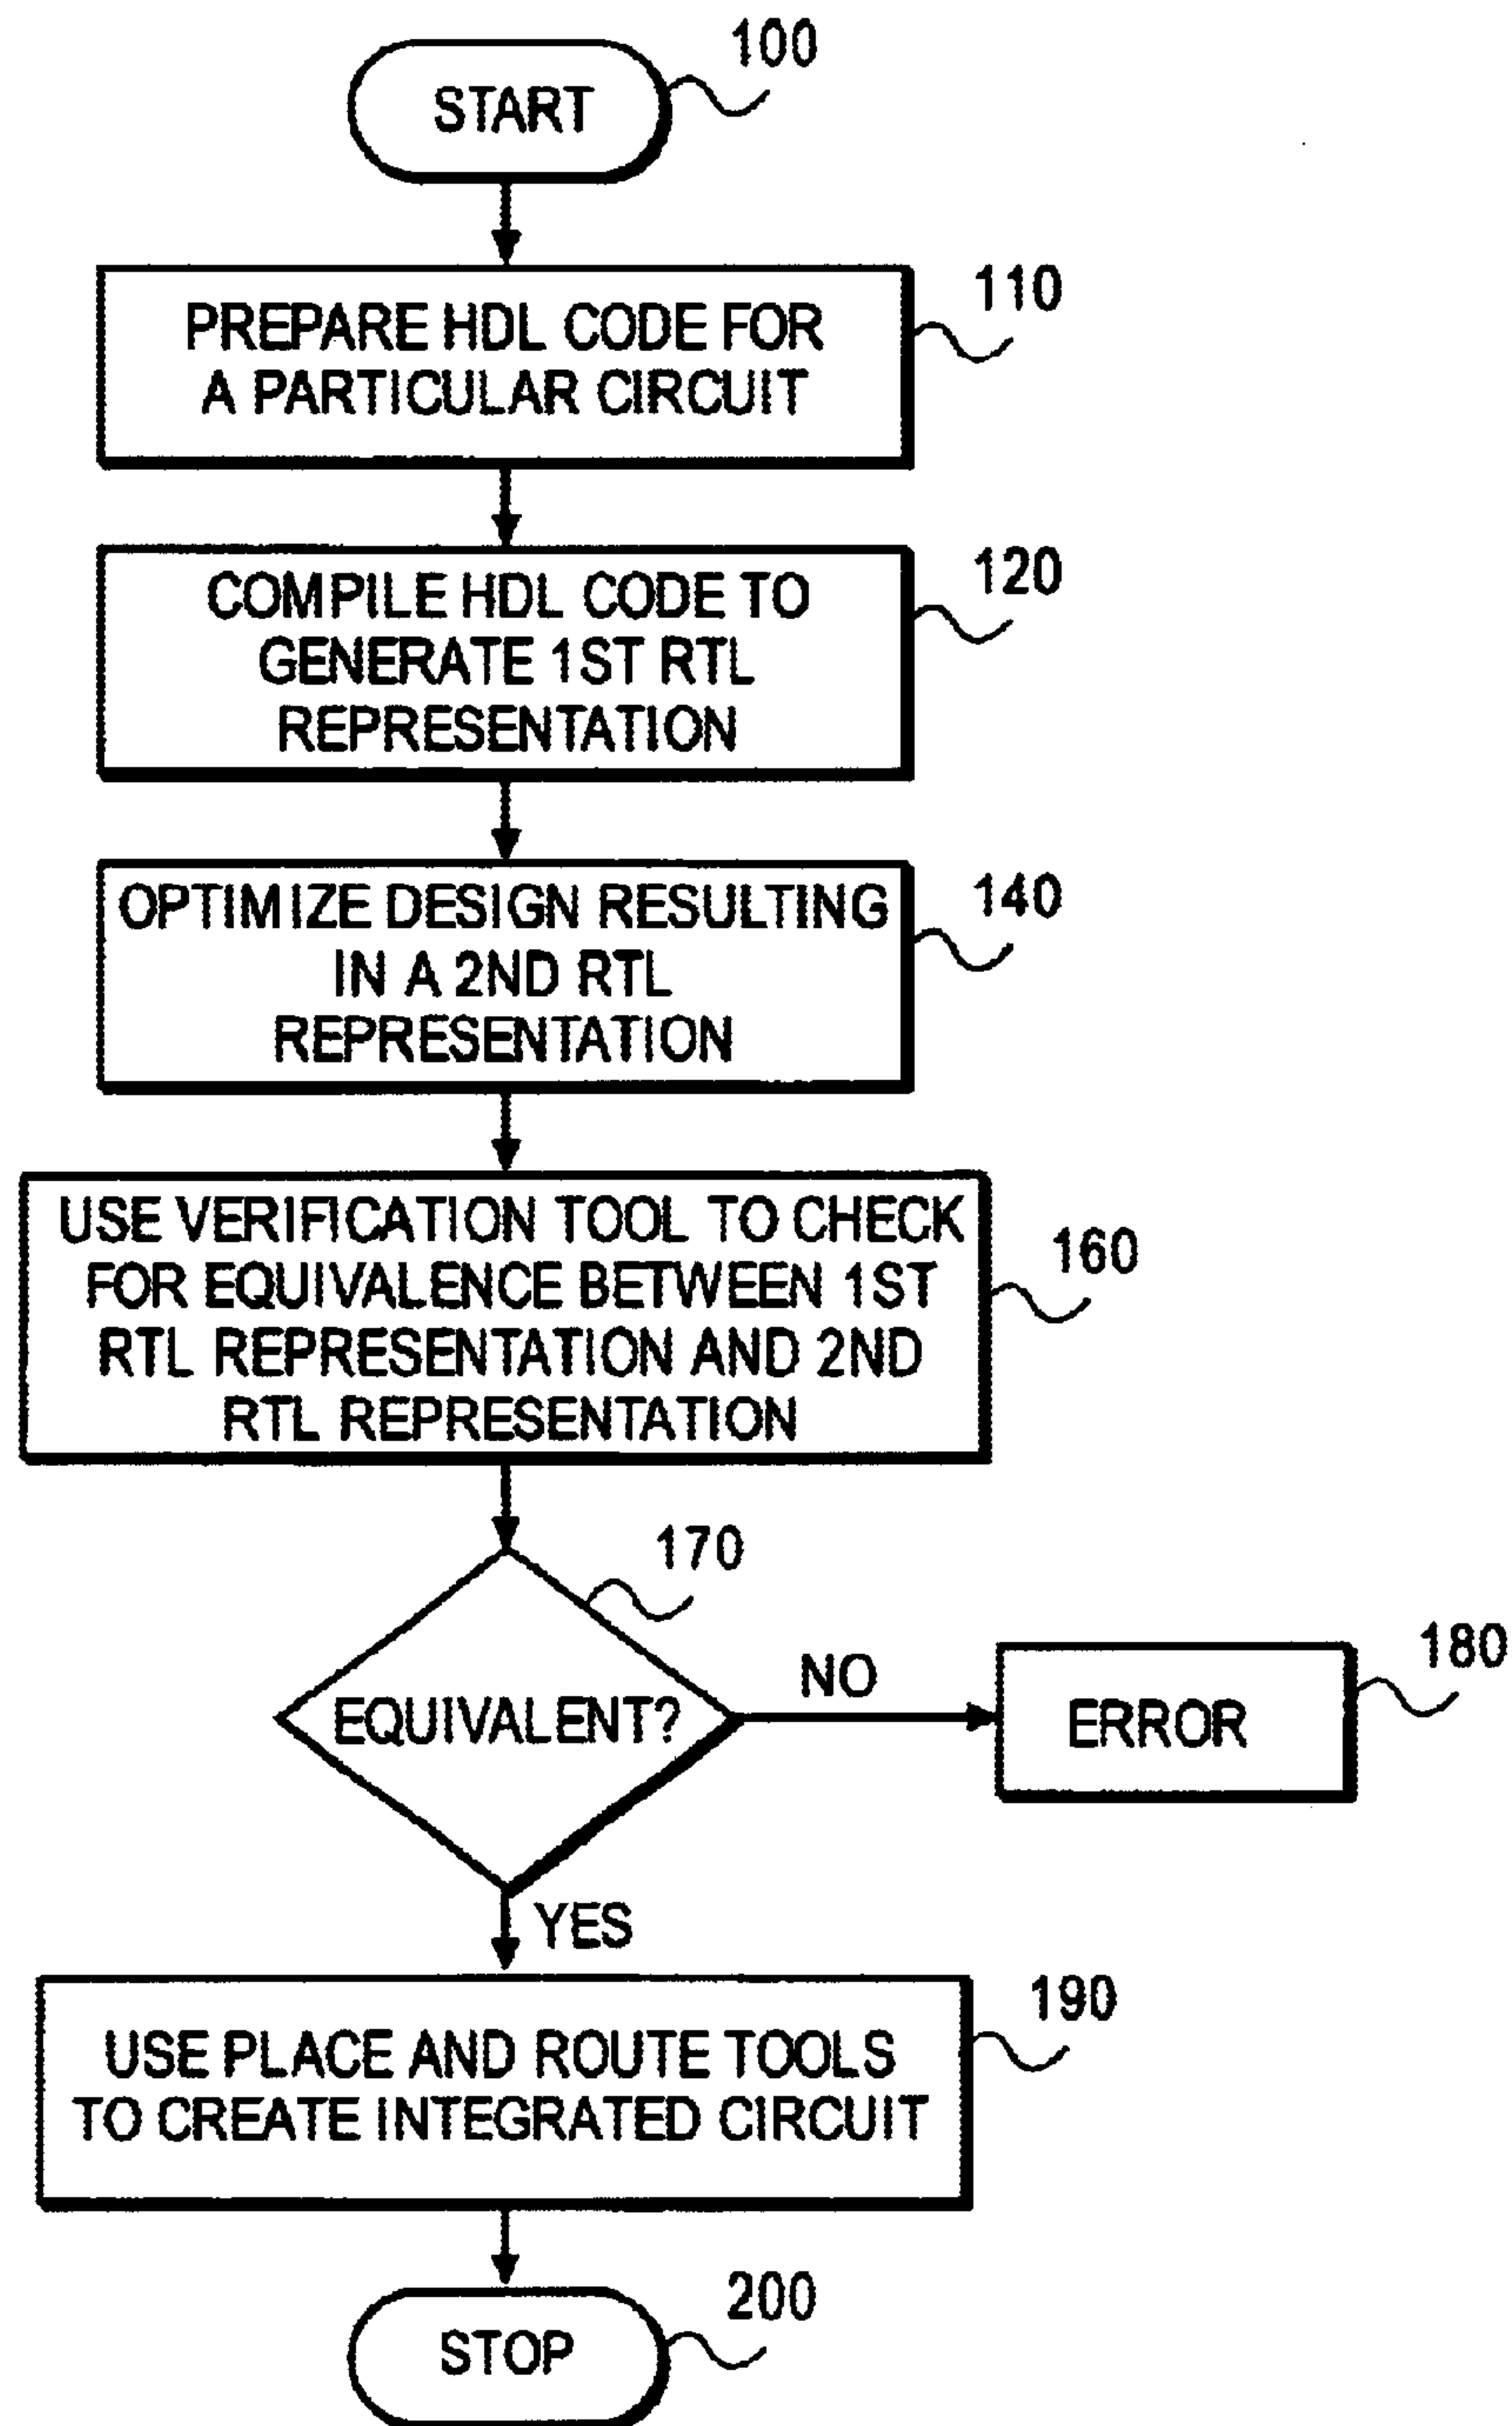 100
START
110
PREPARE HDL CODE FOR
A PARTICULAR CIRCUIT
120
COMPILE HDL CODE TO
GENERATE 1ST RTL
REPRESENTATION
140
OPTIMIZE DESIGN RESULTING
IN A 2ND RTL
REPRESENTATION
USE VERIFICATION TOOL TO CHECK
FOR EQUIVALENCE BETWEEN 1ST
RTL REPRESENTATION AND 2ND
RTL REPRESENTATION
160
170
EQUIVALENT?
NO
180
ERROR
YES
190
USE PLACE AND ROUTE TOOLS
TO CREATE INTEGRATED CIRCUIT
200
STOP